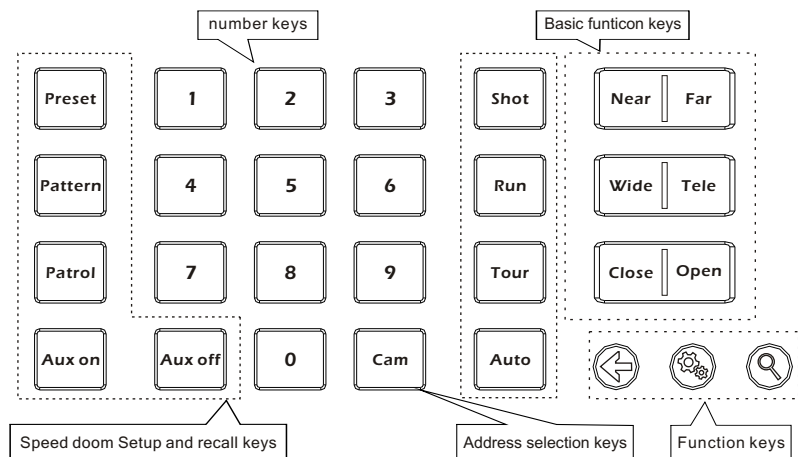 number keys
Basic funticon keys
Preset 1 2 3 Shot Near Far
Pattern 4 5 6 Run Wide Tele
Patrol 7 8 9 Tour Close Open
Aux on Aux off 0 Cam Auto
Speed doom Setup and recall keys
Address selection keys
Function keys